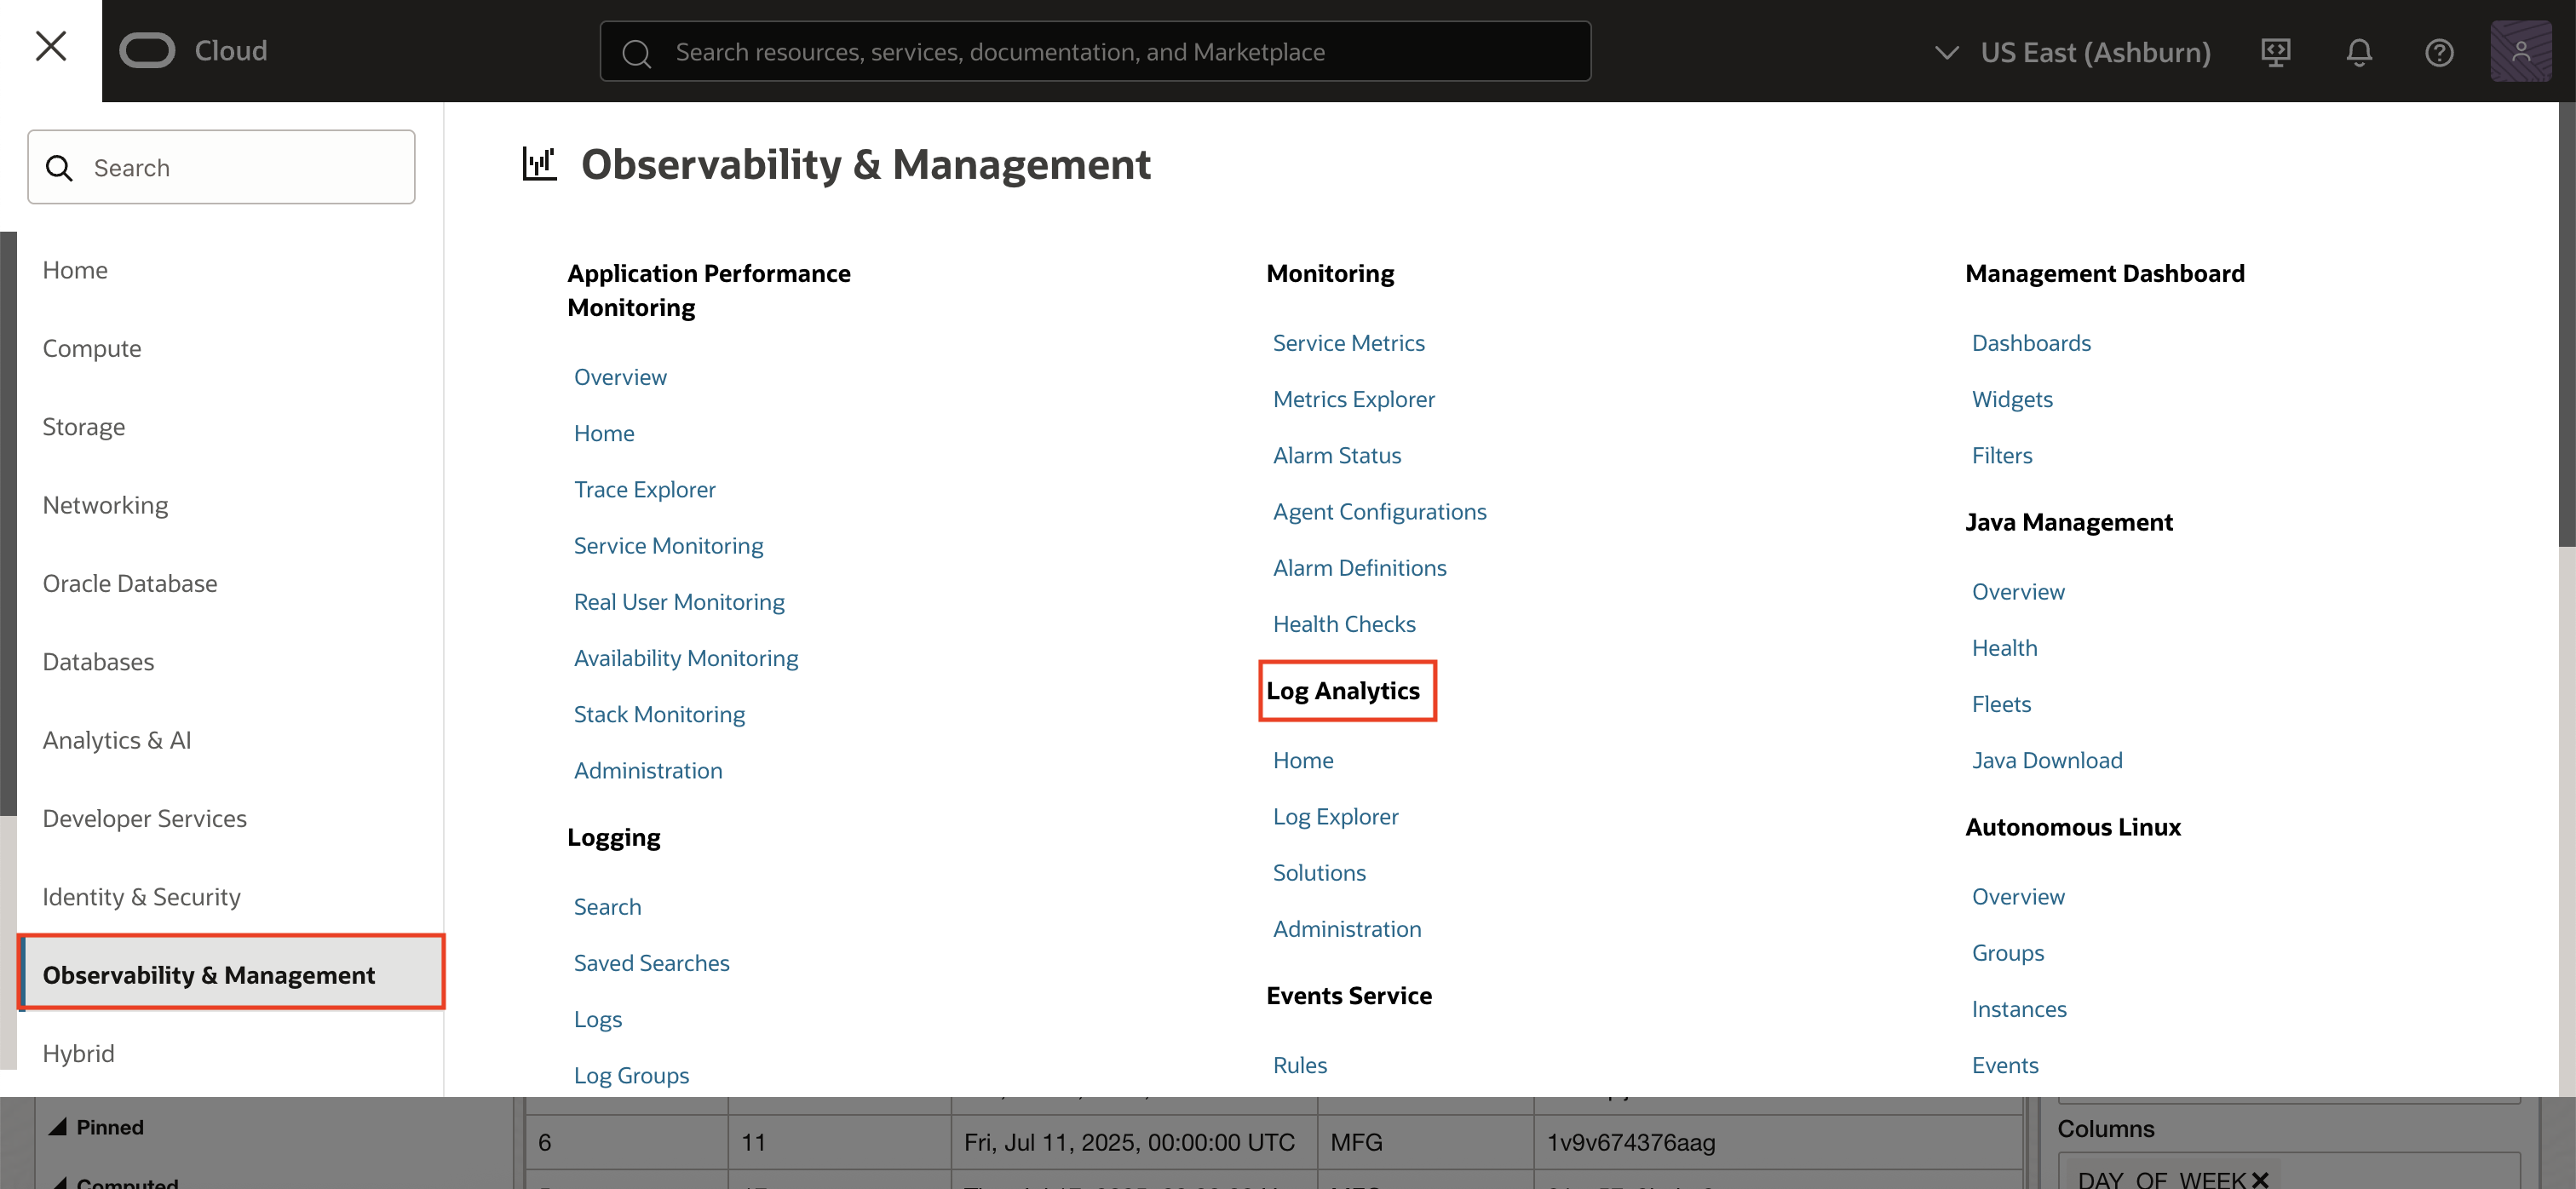 Cloud
Search resources, services, documentation, and Marketplace
US East (Ashburn)
Search
Home
Compute
Storage
Networking
Oracle Database
Databases
Analytics & AI
Developer Services
Identity & Security
Observability & Management
Hybrid
Observability & Management
Application Performance
Monitoring
Overview
Home
Trace Explorer
Service Monitoring
Real User Monitoring
Availability Monitoring
Stack Monitoring
Administration
Logging
Search
Saved Searches
Logs
Log Groups
Monitoring
Service Metrics
Metrics Explorer
Alarm Status
Agent Configurations
Alarm Definitions
Health Checks
Log Analytics
Home
Log Explorer
Solutions
Administration
Events Service
Rules
Management Dashboard
Dashboards
Widgets
Filters
Java Management
Overview
Health
Fleets
Java Download
Autonomous Linux
Overview
Groups
Instances
Events
Pinned
Computed
6 11 Fri, Jul 11, 2025, 00:00:00 UTC MFG 1v9v674376aag
Columns
DAY_OF_WEEK